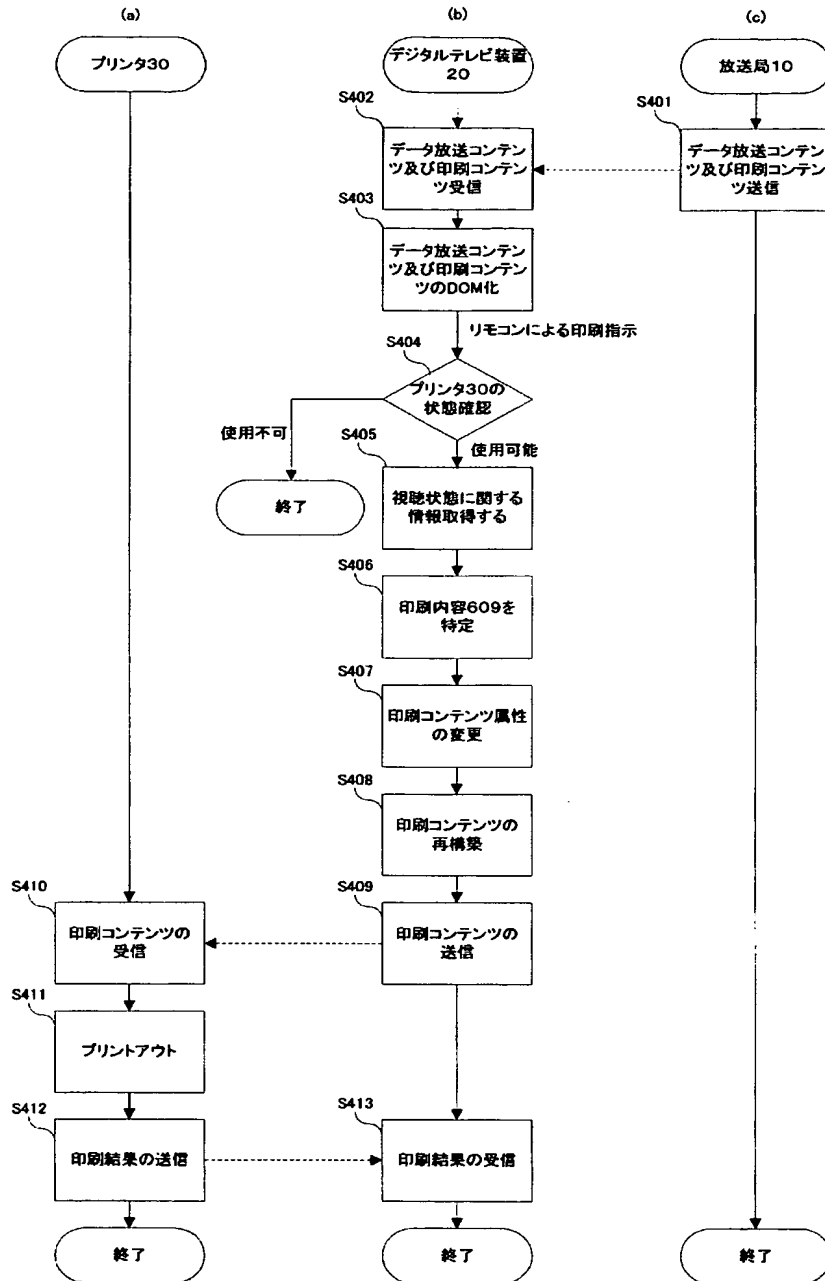 (a)
(b)
(c)
プリンタ30
デジタルテレビ装置
20
放送局10
S402
S401
データ放送コンテン
ツ及び印刷コンテン
ツ受信
データ放送コンテン
ツ及び印刷コンテン
ツ送信
S403
データ放送コンテン
ツ及び印刷コンテン
ツのDOM化
リモコンによる印刷指示
S404
プリンタ30の
状態確認
使用不可
使用可能
S405
終了
視聴状態に関する
情報取得する
S406
印刷内容609を
特定
S407
印刷コンテンツ属性
の変更
S408
印刷コンテンツの
再構築
S410
S409
印刷コンテンツの
受信
印刷コンテンツの
送信
S411
プリントアウト
S412
S413
印刷結果の送信
印刷結果の受信
終了
終了
終了